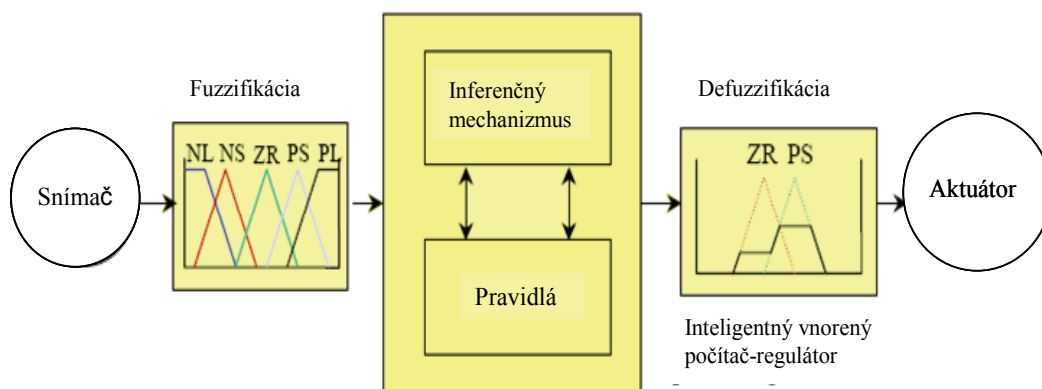 Snímač
Fuzzifikácia
NL NS ZR PS PL
Inferenčný
mechanizmus
Pravidlá
Defuzzifikácia
ZR PS
Inteligentný vnorený
počítač-regulátor
Aktuátor